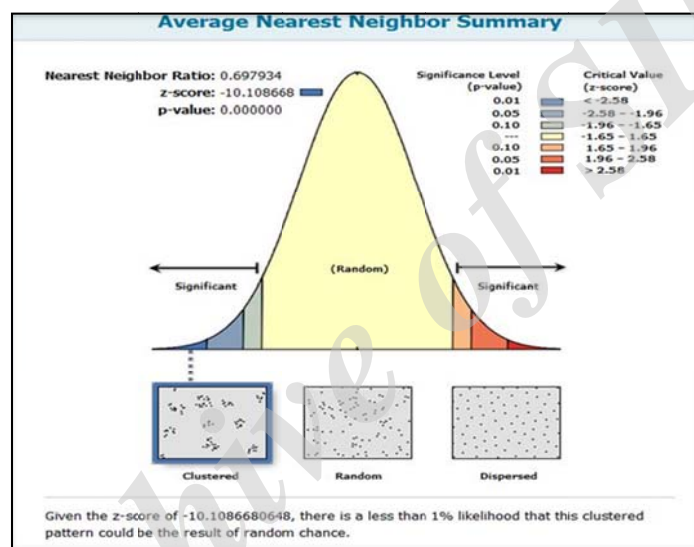 Average Nearest Neighbor Summary
Nearest Neighbor Ratio: 0.697934
z-score: -10.108668
p-value: 0.000000
Significance Level (p-value) Critical Value (z-score)
0.01 < -2.58
0.05 -2.58 - -1.96
0.10 -1.96 - -1.65
--- -1.65 - 1.65
0.10 1.65 - 1.96
0.05 1.96 - 2.58
0.01 > 2.58
(Random)
Significant Significant
Clustered Random Dispersed
Given the z-score of -10.1086680648, there is a less than 1% likelihood that this clustered
pattern could be the result of random chance.